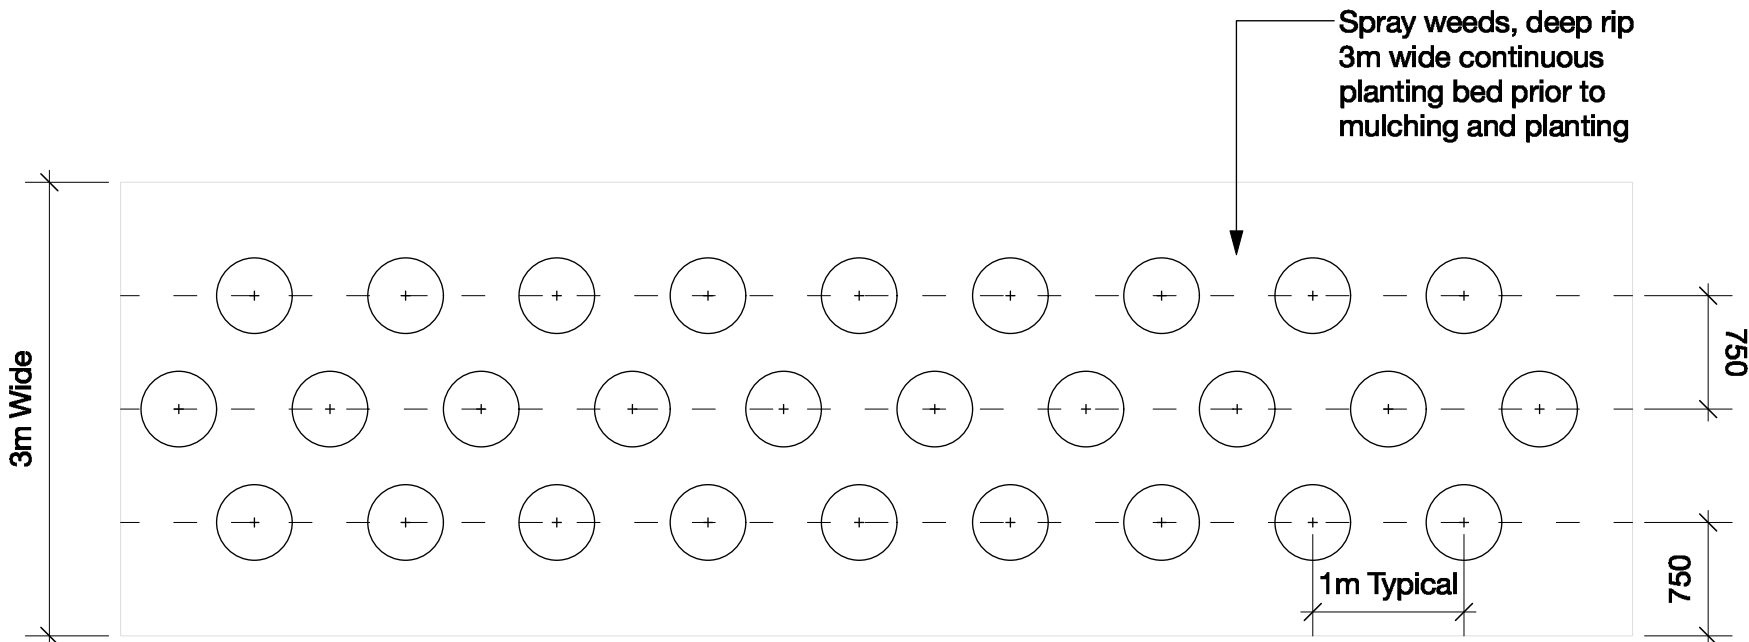 Spray weeds, deep rip
3m wide continuous
planting bed prior to
mulching and planting
3m Wide
750
1m Typical
750